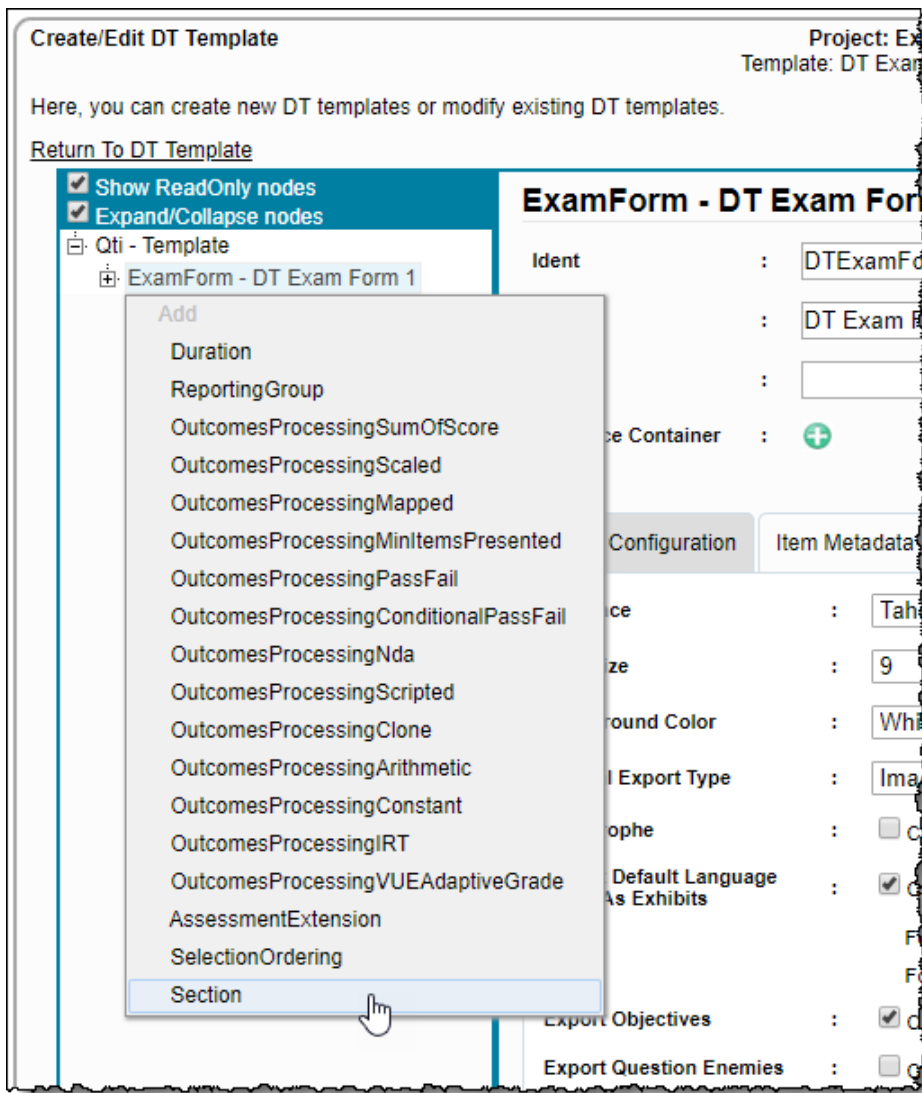 Create/Edit DT Template
Project: Ex
Template: DT Exam
Here, you can create new DT templates or modify existing DT templates.
Return To DT Template
Show ReadOnly nodes
Expand/Collapse nodes
Qti - Template
ExamForm - DT Exam Form 1
Add
Duration
ReportingGroup
OutcomesProcessingSumOfScore
OutcomesProcessingScaled
OutcomesProcessingMapped
OutcomesProcessingMinItemsPresented
OutcomesProcessingPassFail
OutcomesProcessingConditionalPassFail
OutcomesProcessingNda
OutcomesProcessingScripted
OutcomesProcessingClone
OutcomesProcessingArithmetic
OutcomesProcessingConstant
OutcomesProcessingIRT
OutcomesProcessingVUEAdaptiveGrade
AssessmentExtension
SelectionOrdering
Section
ExamForm - DT Exam For
Ident : DTExamFo
: DT Exam F
:
ce Container :
Configuration Item Metadata
ce : Tah
ze : 9
round Color : Whi
l Export Type : Ima
ophe : C
Default Language
As Exhibits :
F
Fo
Export Objectives :
Export Question Enemies :